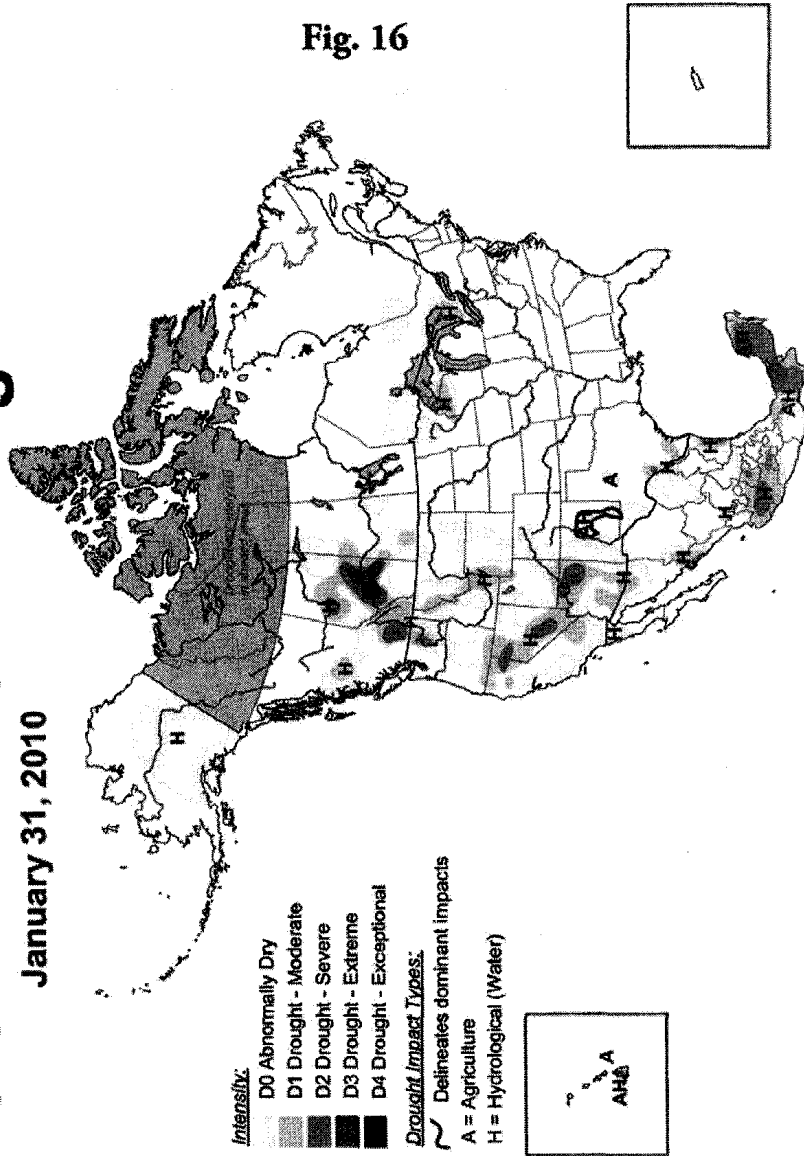 Fig. 16
January 31, 2010
Intensity:
D0 Abnormally Dry
D1 Drought - Moderate
D2 Drought - Severe
D3 Drought - Extreme
D4 Drought - Exceptional
Drought Impact Types:
Delineates dominant impacts
A = Agriculture
H = Hydrological (Water)
H
H
H
H
H
H
A
H
H
H
H
H
H
AH
A